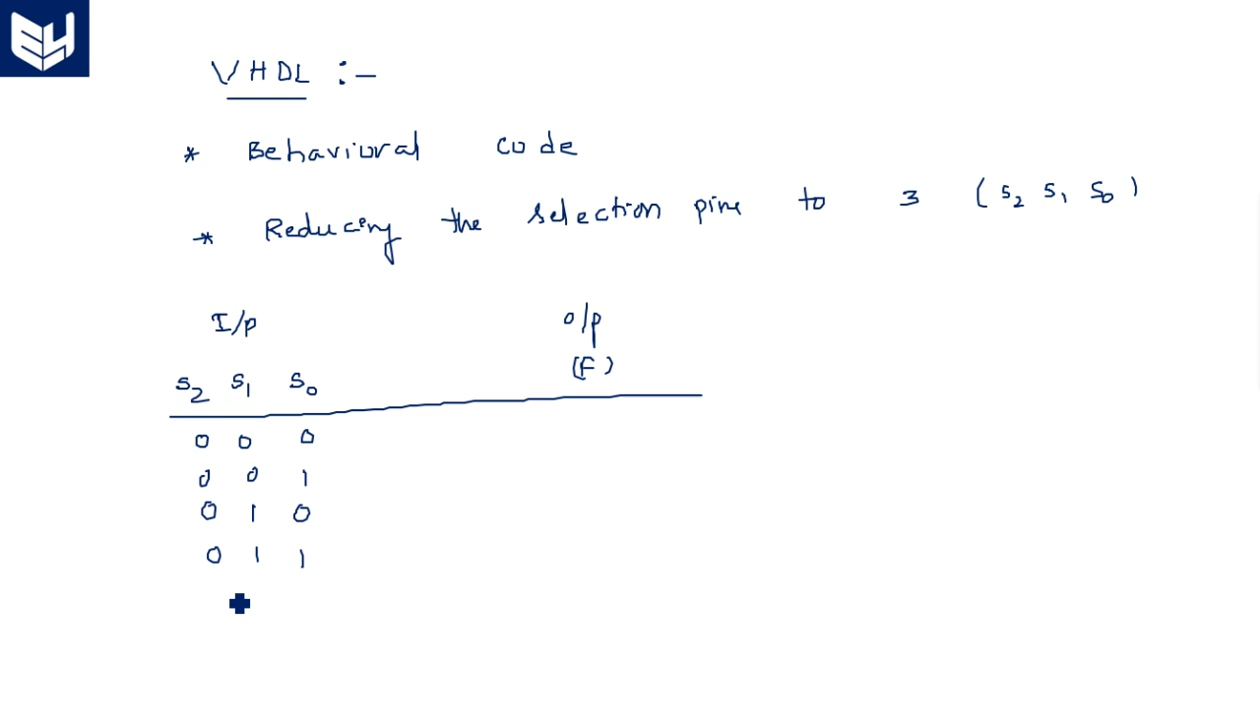 VHDL :-
* Behavioral code
* Reducing the selection pins to 3 (S2 S1 S0)
I/p O/p
(F)
S2 S1 S0
0 0 0
0 0 1
0 1 0
0 1 1